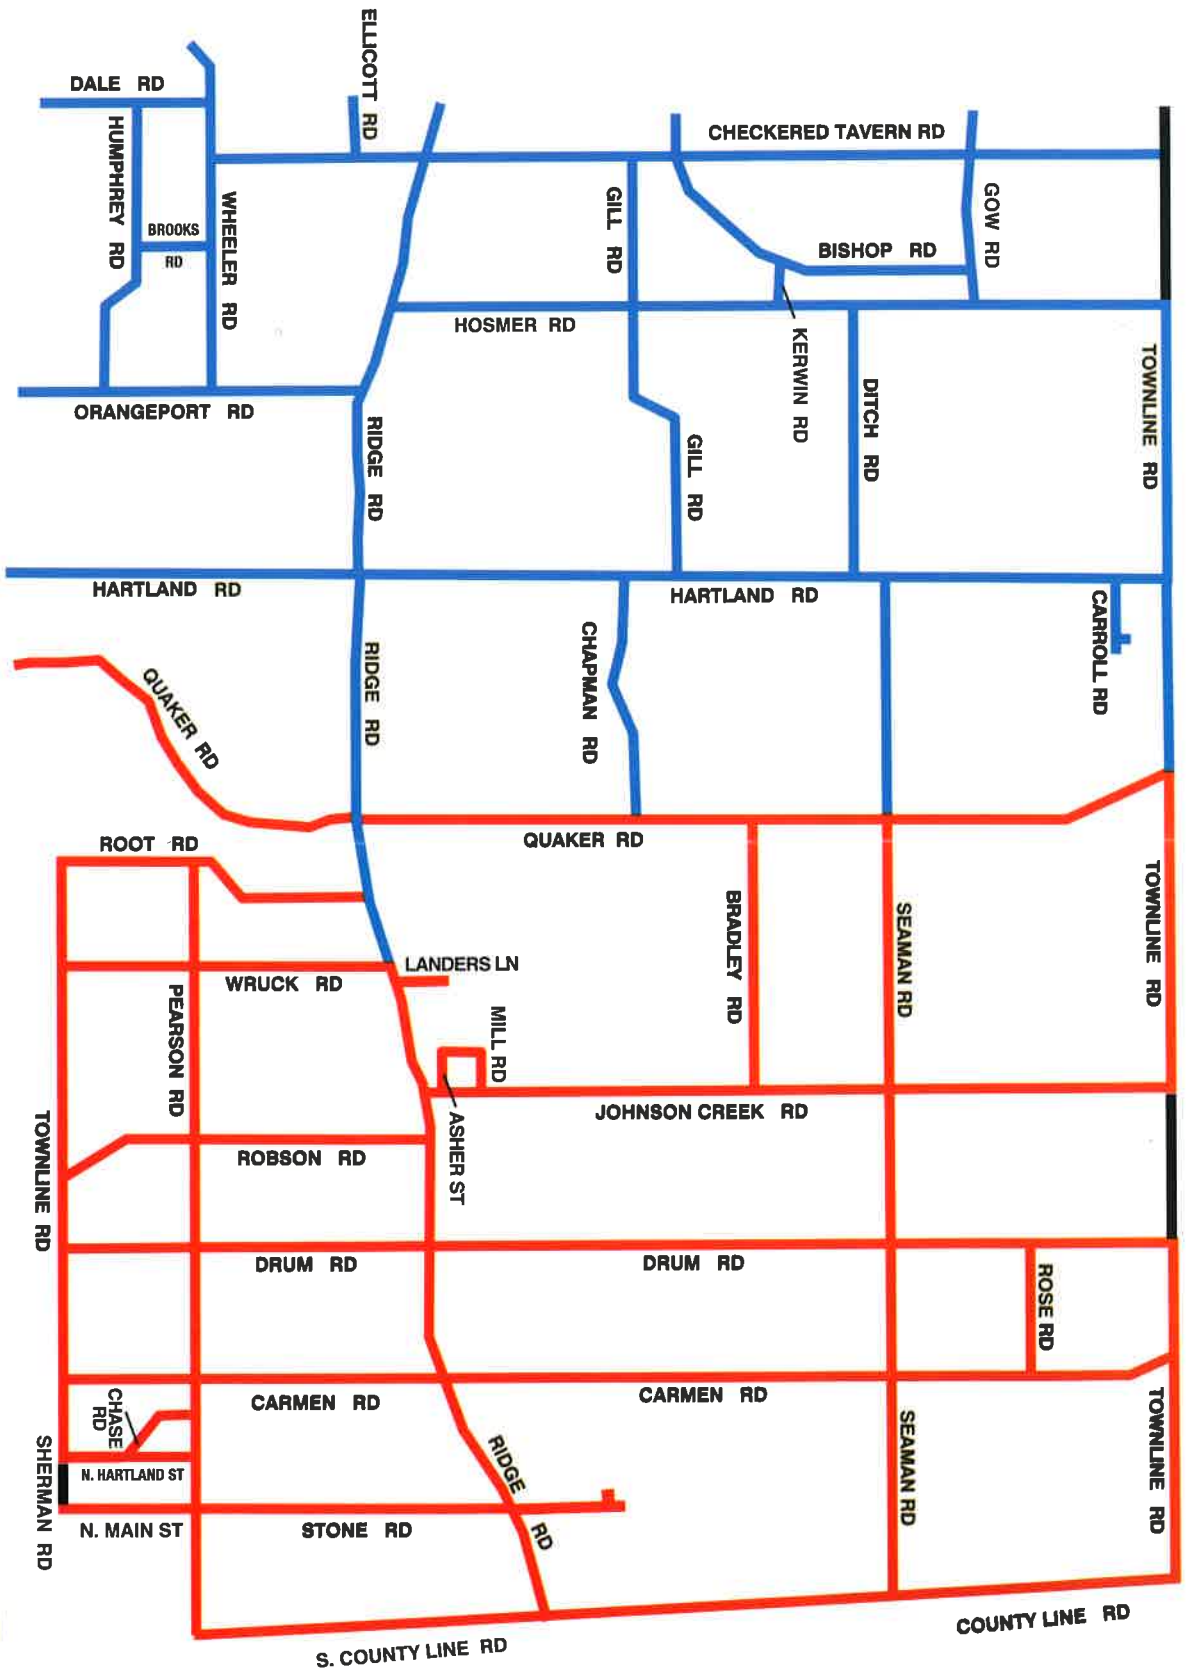 ELLICOTT RD
DALE RD
CHECKERED TAVERN RD
HUMPHREY RD
BROOKS
RD
WHEELER RD
GILL RD
GOW RD
BISHOP RD
HOSMER RD
KERWIN RD
TOWNLINE RD
DITCH RD
ORANGEPORT RD
RIDGE RD
GILL RD
HARTLAND RD
HARTLAND RD
CARROLL RD
CHAPMAN RD
RIDGE RD
QUAKER RD
QUAKER RD
ROOT RD
BRADLEY RD
SEAMAN RD
TOWNLINE RD
LANDERS LN
WRUCK RD
PEARSON RD
MILL RD
JOHNSON CREEK RD
ASHER ST
TOWNLINE RD
ROBSON RD
DRUM RD
DRUM RD
ROSE RD
CARMEN RD
CARMEN RD
CHASE
RD
TOWNLINE RD
SEAMAN RD
RIDGE RD
SHERMAN RD
N. HARTLAND ST
N. MAIN ST
STONE RD
COUNTY LINE RD
S. COUNTY LINE RD